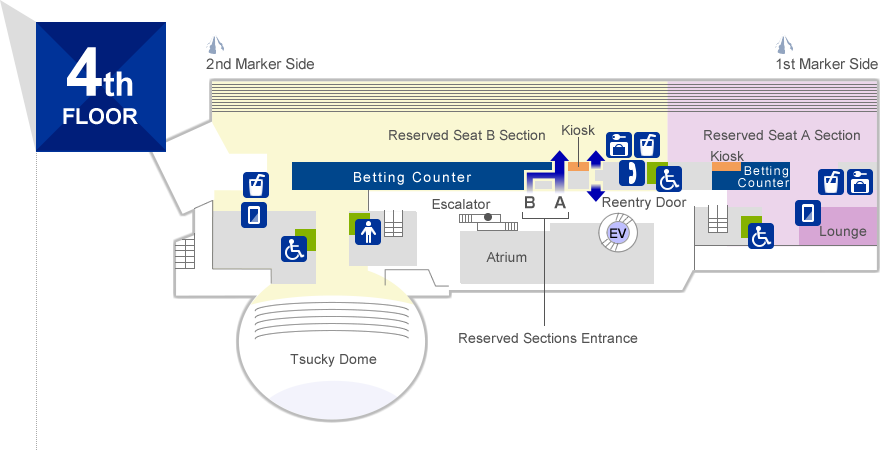 4th
FLOOR
2nd Marker Side
1st Marker Side
Reserved Seat B Section
Kiosk
Reserved Seat A Section
Kiosk
Betting Counter
Betting
Counter
Escalator
B
A
Reentry Door
EV
Lounge
Atrium
Reserved Sections Entrance
Tsucky Dome